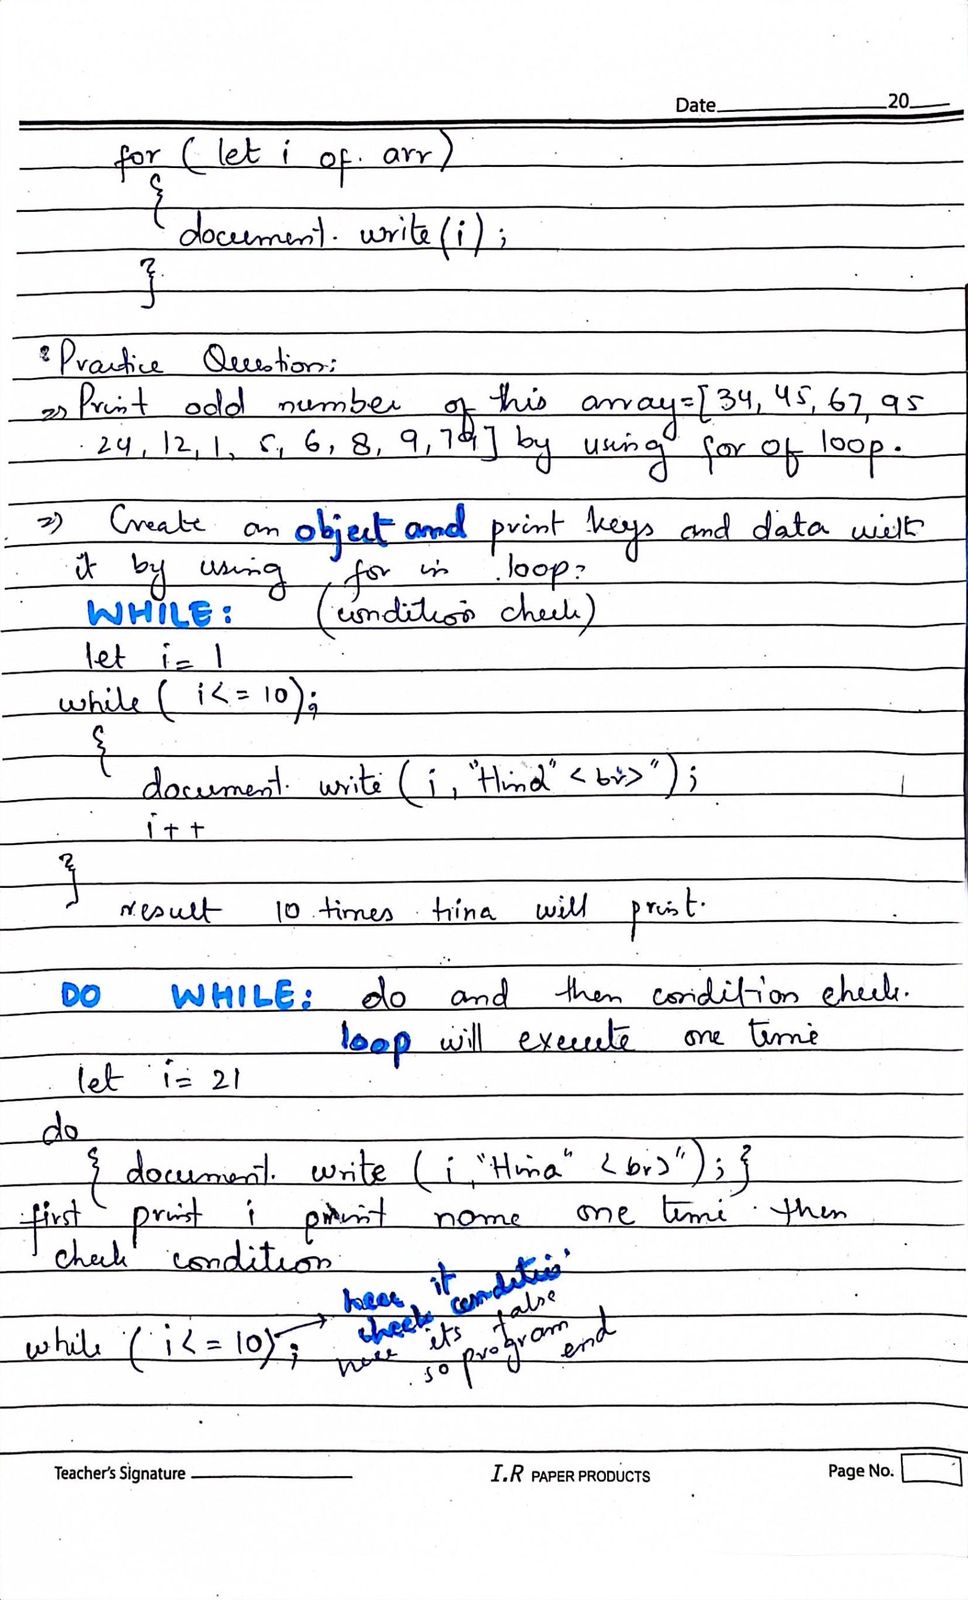 Date 20
for ( let i of arr)
{
document. write(i) ;
}
Practice Question:
=> Print odd number of this array=[34, 45, 67, 95
24, 12, 1, 5, 6, 8, 9, ] by using for of loop.
=> Create an object and print keys and data with
it by using for in loop?
WHILE: (condition check)
let i= 1
while ( i<= 10);
{
document. write ( i, "Hina" <br>");
i++
}
result 10 times hina will print.
DO WHILE: do and then condition check.
loop will execute one time
let i= 21
do
{ document. write ( i, "Hina" <br>"); }
first print i print name one time then
check condition
here it
check condition
while ( i<= 10);
here its false
so program end
Teacher's Signature I.R PAPER PRODUCTS Page No.